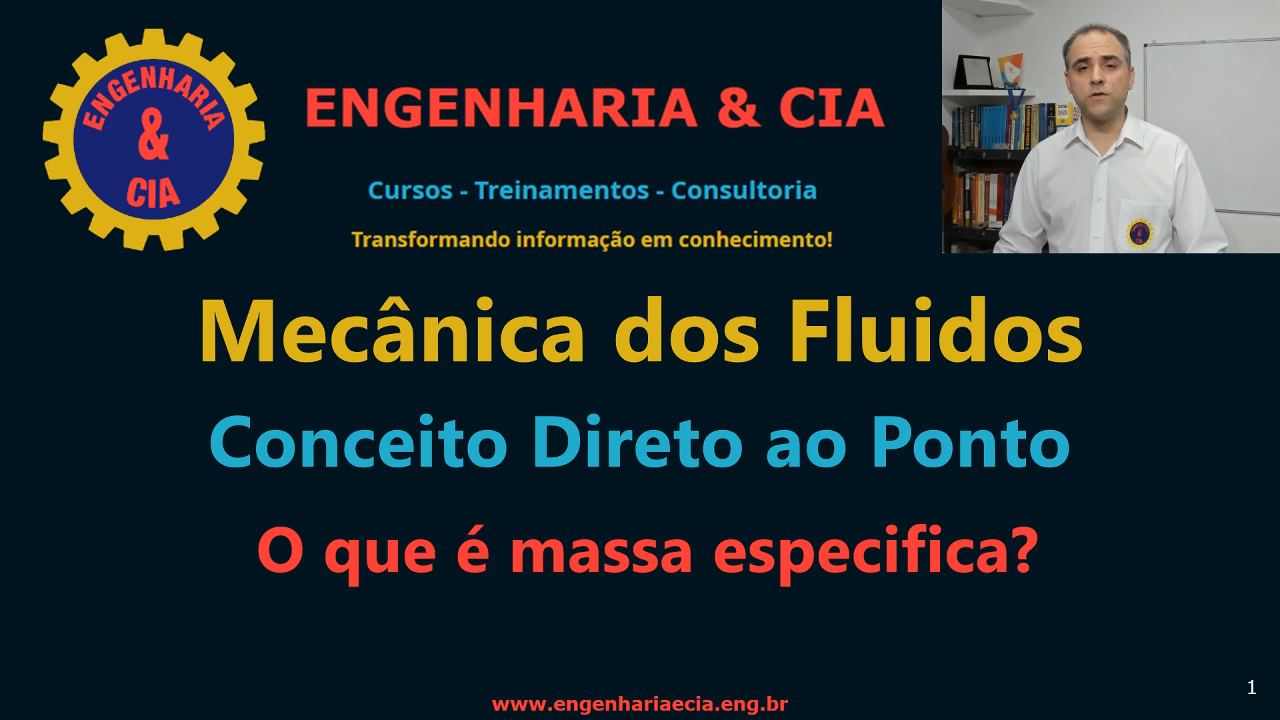 ENGENHARIA
&
CIA
ENGENHARIA & CIA
Cursos - Treinamentos - Consultoria
Transformando informação em conhecimento!
Mecânica dos Fluidos
Conceito Direto ao Ponto
O que é massa especifica?
www.engenhariaecia.eng.br
1